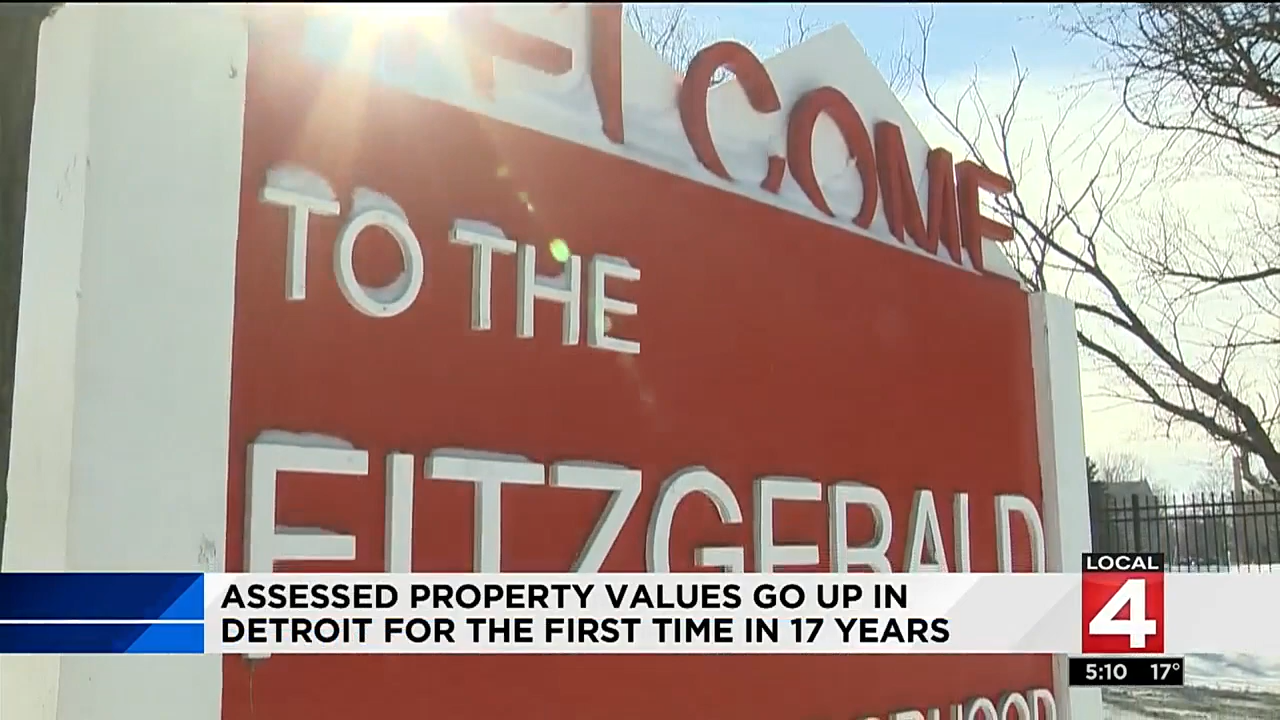 WELCOME
TO THE
FITZGERALD
ASSESSED PROPERTY VALUES GO UP IN
DETROIT FOR THE FIRST TIME IN 17 YEARS
LOCAL
4
5:10 17°